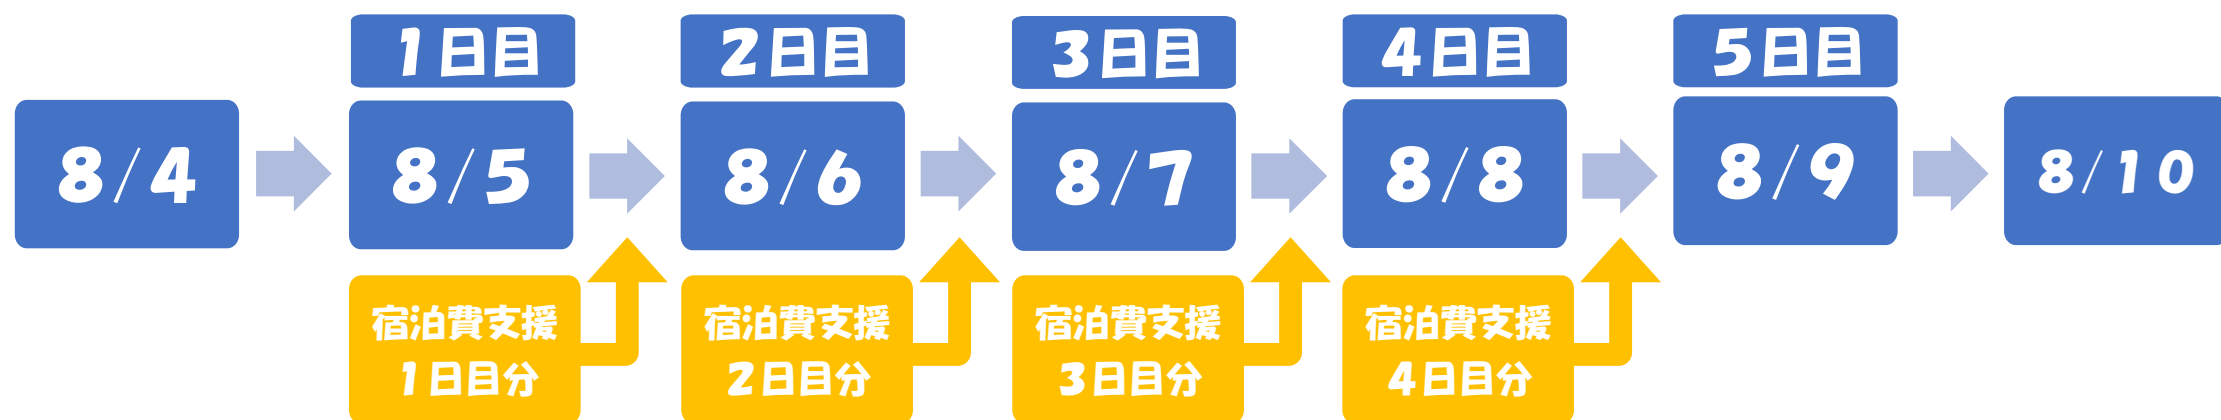 1日目
2日目
3日目
4日目
5日目
8/4
8/5
8/6
8/7
8/8
8/9
8/10
宿泊費支援
1日目分
宿泊費支援
2日目分
宿泊費支援
3日目分
宿泊費支援
4日目分